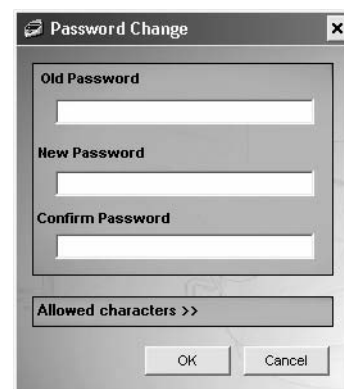 Password Change
Old Password
New Password
Confirm Password
Allowed characters >>
OK Cancel